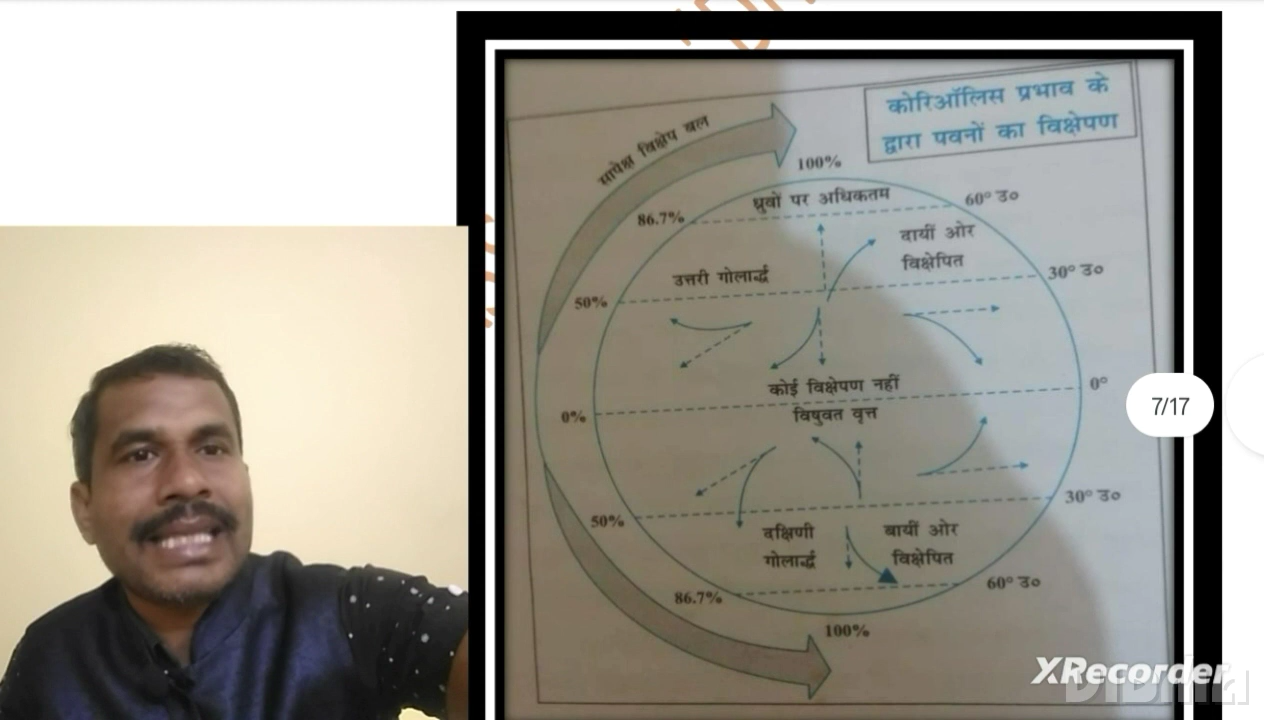 कोरिऑलिस प्रभाव के
द्वारा पवनों का विक्षेपण
सापेक्ष विक्षेप बल
100%
ध्रुवों पर अधिकतम
86.7%
60° उ०
दायीं ओर
विक्षेपित
उत्तरी गोलार्द्ध
30° उ०
50%
कोई विक्षेपण नहीं
0°
0%
विषुवत वृत्त
7/17
50%
30° उ०
दक्षिणी
गोलार्द्ध
बायीं ओर
विक्षेपित
86.7%
60° उ०
100%
XRecorder